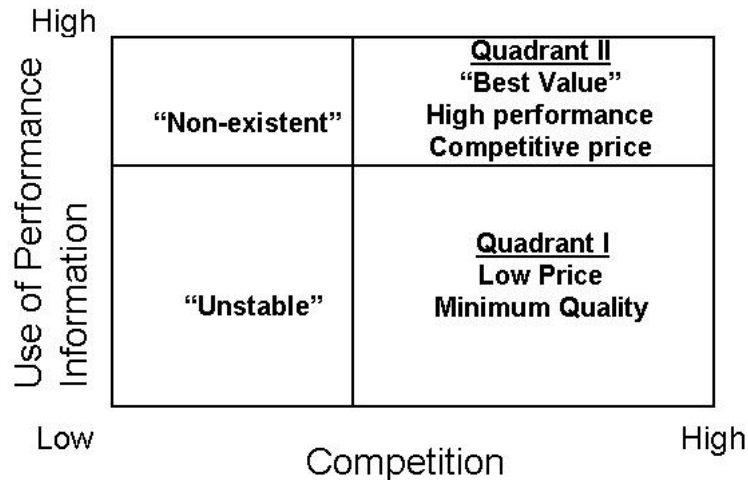 High
Use of Performance
Information
Quadrant II
“Best Value”
High performance
Competitive price
“Non-existent”
Quadrant I
Low Price
Minimum Quality
“Unstable”
Low
High
Competition